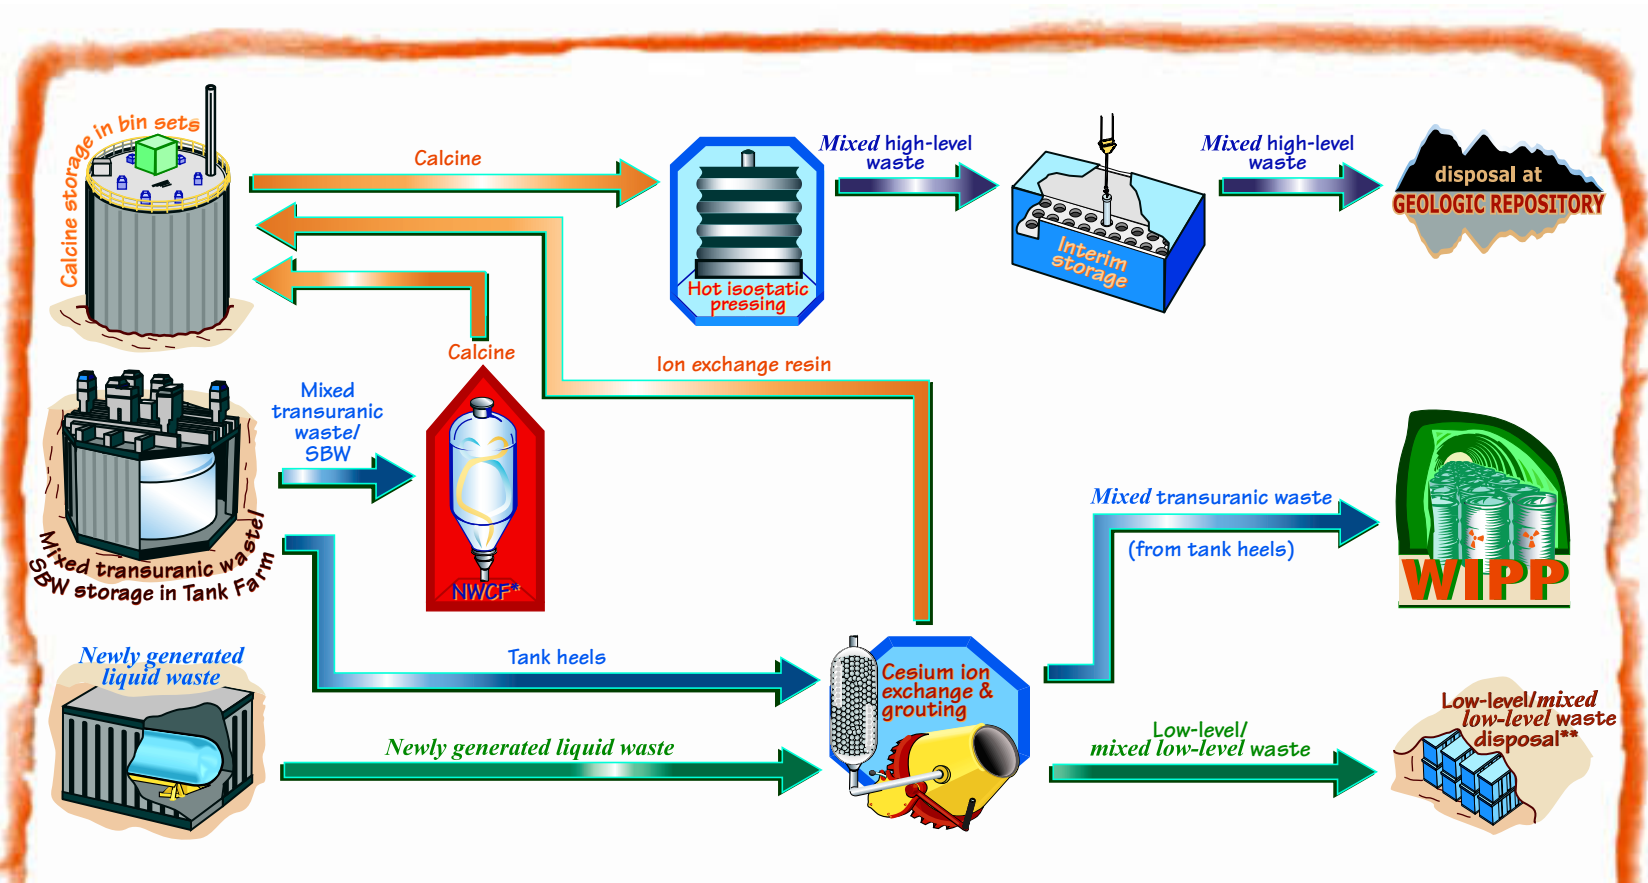 Calcine storage in bin sets
Calcine
Mixed high-level
waste
Mixed high-level
waste
disposal at
GEOLOGIC REPOSITORY
Hot isostatic
pressing
Interim
storage
Calcine
Ion exchange resin
Mixed
transuranic
waste/
SBW
Mixed transuranic waste/
SBW storage in Tank Farm
NWCF*
Mixed transuranic waste
(from tank heels)
WIPP
Newly generated
liquid waste
Tank heels
Cesium ion
exchange &
grouting
Newly generated liquid waste
Low-level/
mixed low-level waste
Low-level/mixed
low-level waste
disposal**